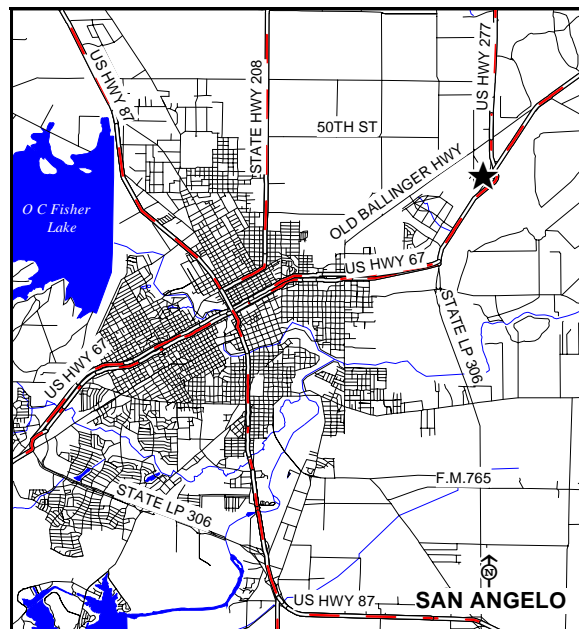 US HWY 87
STATE HWY 208
US HWY 277
50TH ST
OLD BALLINGER HWY
O C Fisher
Lake
US HWY 67
STATE LP 306
US HWY 67
F.M.765
STATE LP 306
N
US HWY 87
SAN ANGELO